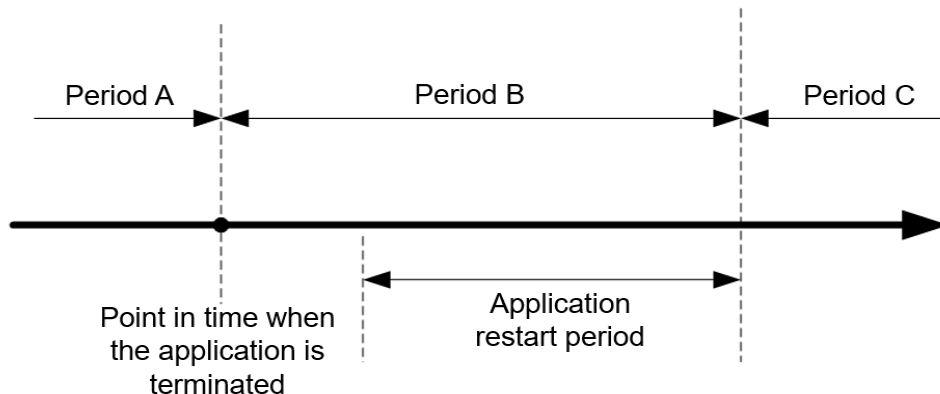 Period A
Period B
Period C
Point in time when
the application is
terminated
Application
restart period